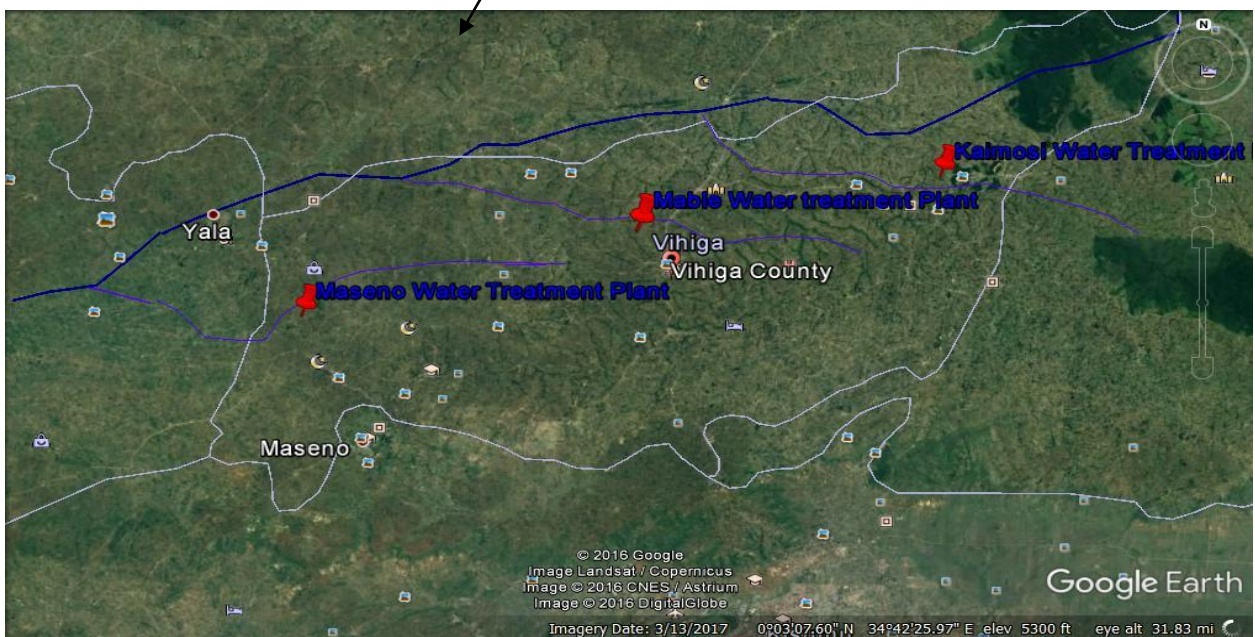 N
Kaimosi Water Treatment
Mable Water treatment Plant
Yala
Vihiga
Vihiga County
Maseno Water Treatment Plant
Maseno
© 2016 Google
Image Landsat / Copernicus
Image © 2016 CNES / Astrium
Image © 2016 DigitalGlobe
Google Earth
Imagery Date: 3/13/2017 0°03'07.60" N 34°42'25.97" E elev 5300 ft eye alt 31.83 mi